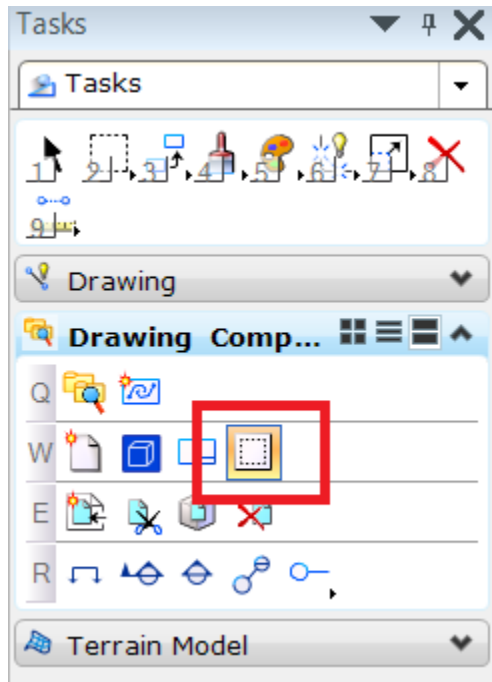 Tasks
Tasks
1 2 3 4 5 6 7 8
9
Drawing
Drawing Comp...
Q
W
E
R
Terrain Model